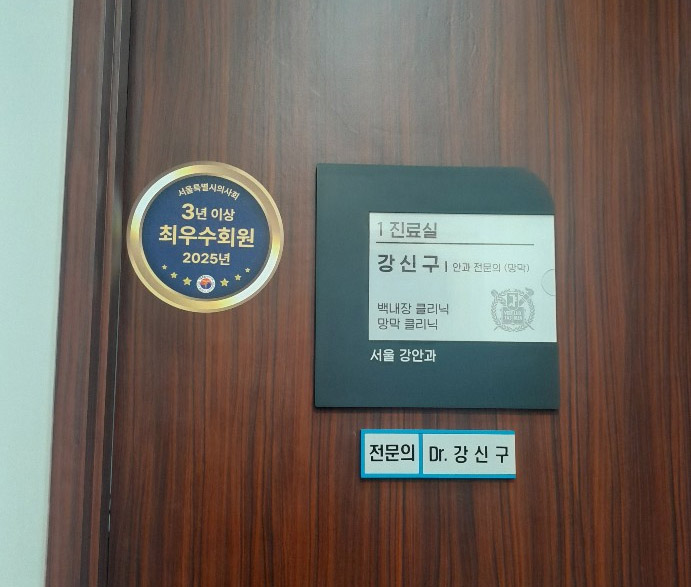 서울특별시의사회
3년 이상
최우수회원
2025년
1 진료실
강신구 | 안과 전문의 (망막)
백내장 클리닉
망막 클리닉
서울 강안과
전문의 Dr. 강 신 구